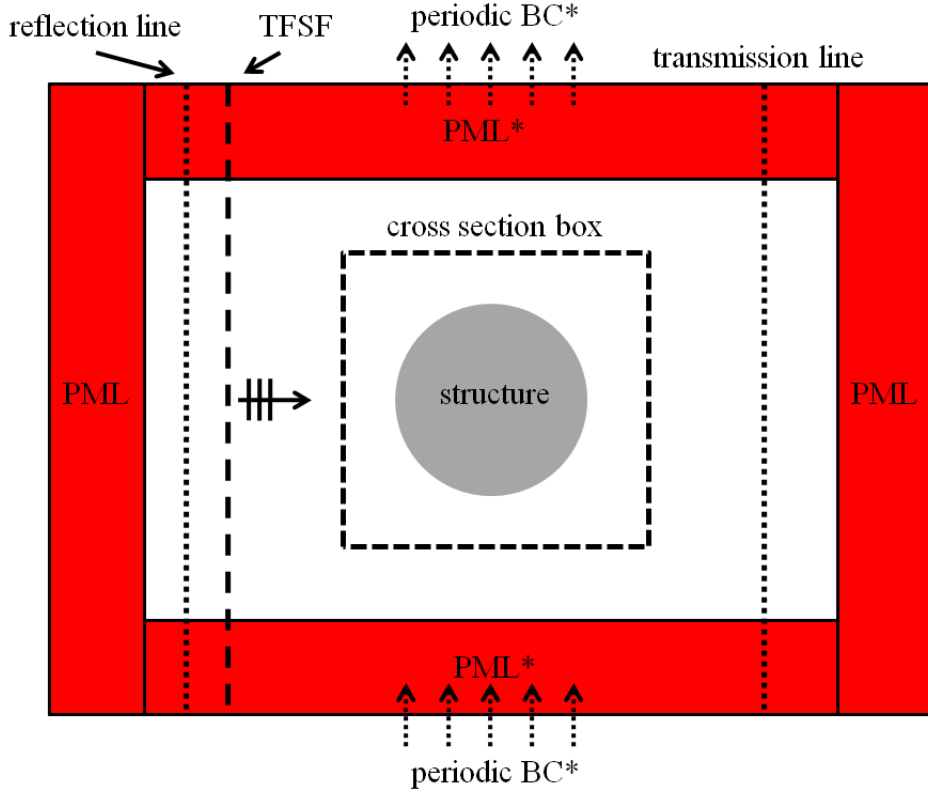 periodic BC*
reflection line
TFSF
transmission line
PML*
cross section box
PML
structure
PML
PML*
periodic BC*